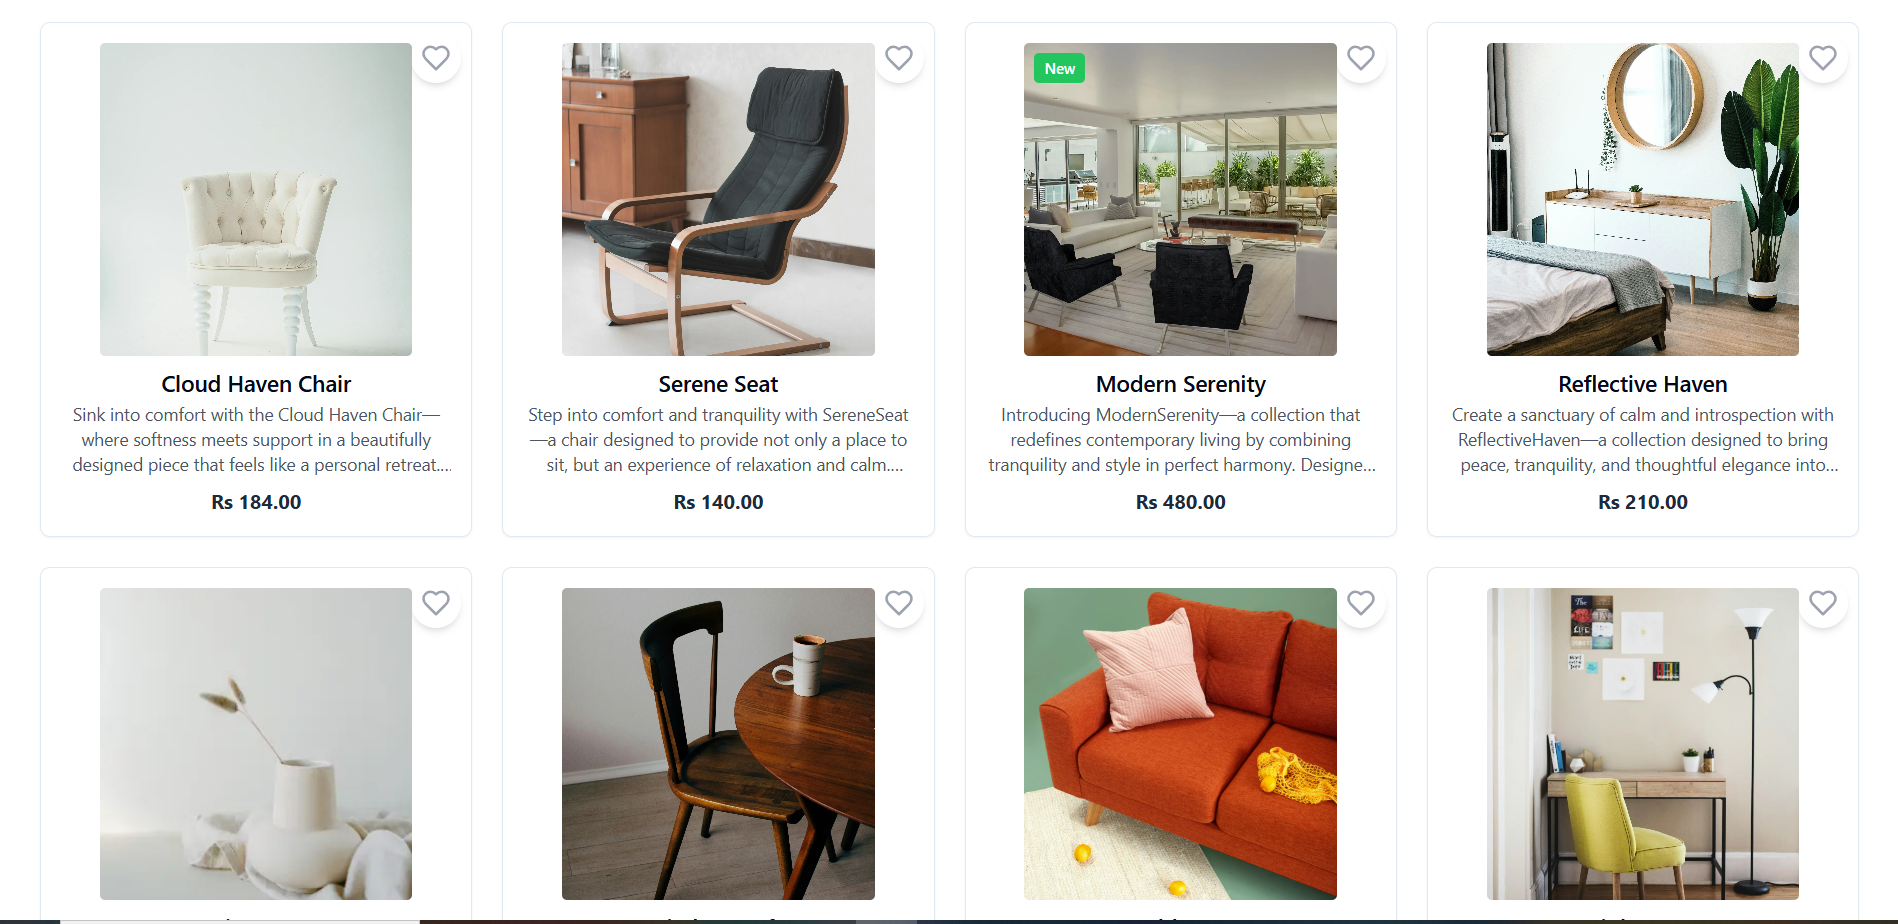 New
Cloud Haven Chair
Sink into comfort with the Cloud Haven Chair—
where softness meets support in a beautifully
designed piece that feels like a personal retreat....
Rs 184.00
Serene Seat
Step into comfort and tranquility with SereneSeat
—a chair designed to provide not only a place to
sit, but an experience of relaxation and calm....
Rs 140.00
Modern Serenity
Introducing ModernSerenity—a collection that
redefines contemporary living by combining
tranquility and style in perfect harmony. Designe...
Rs 480.00
Reflective Haven
Create a sanctuary of calm and introspection with
ReflectiveHaven—a collection designed to bring
peace, tranquility, and thoughtful elegance into...
Rs 210.00
The
LIFE